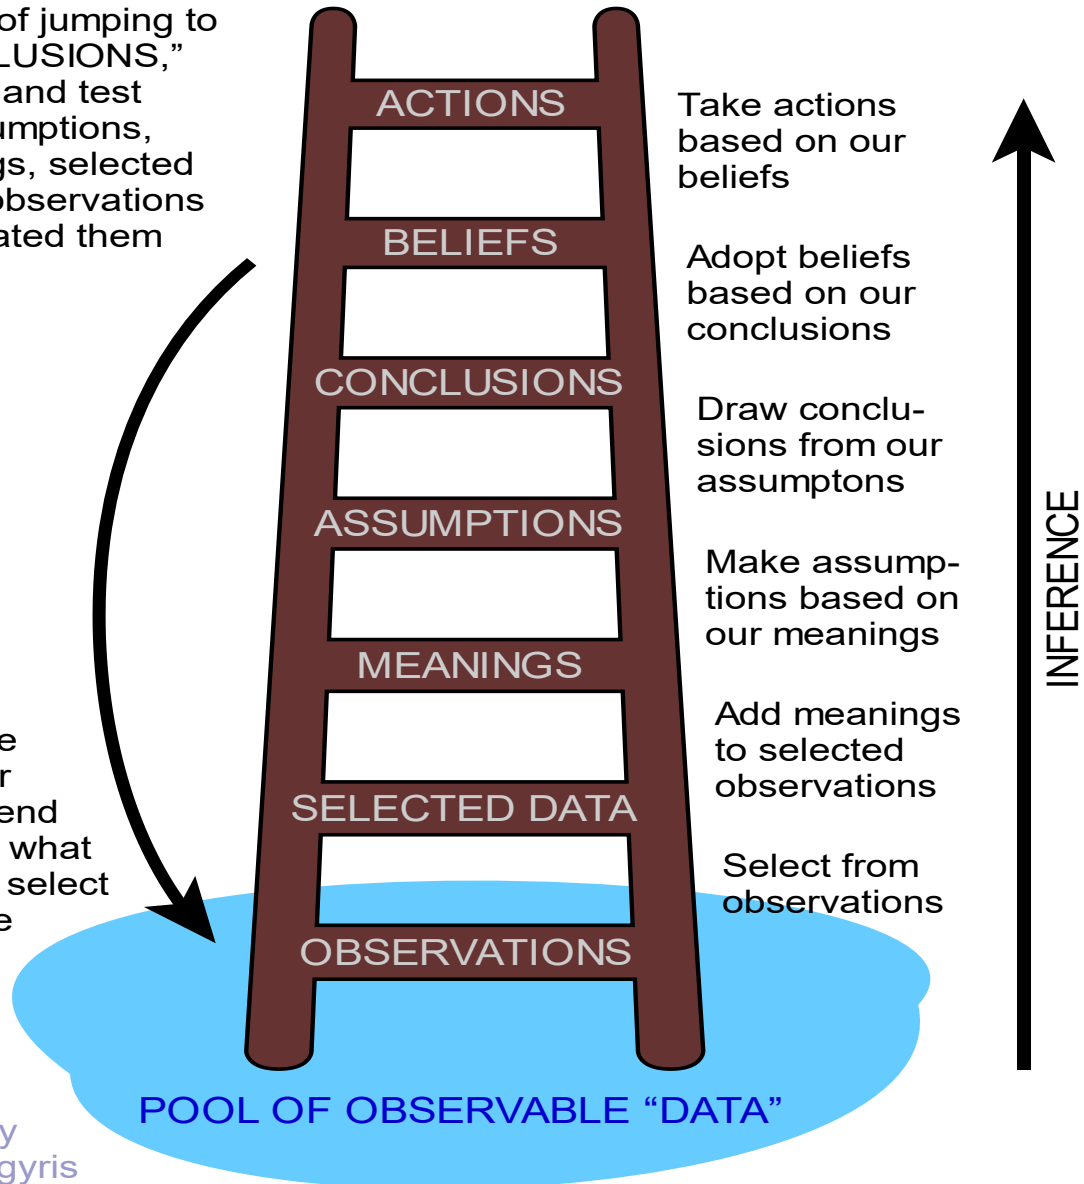 of jumping to
LUSIONS,”
and test
umptions,
gs, selected
observations
ated them
ACTIONS
Take actions
based on our
beliefs
BELIEFS
Adopt beliefs
based on our
conclusions
CONCLUSIONS
Draw conclu-
sions from our
assumptons
ASSUMPTIONS
Make assump-
tions based on
our meanings
MEANINGS
Add meanings
to selected
observations
SELECTED DATA
Select from
observations
OBSERVATIONS
INFERENCE
e
r
end
what
select
e
POOL OF OBSERVABLE “DATA”
y
gyris